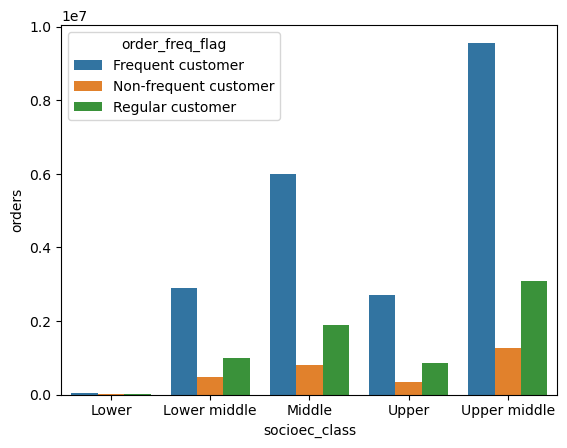 1e7
1.0
0.8
0.6
0.4
0.2
0.0
orders
order_freq_flag
Frequent customer
Non-frequent customer
Regular customer
Lower
Lower middle
Middle
Upper
Upper middle
socioec_class